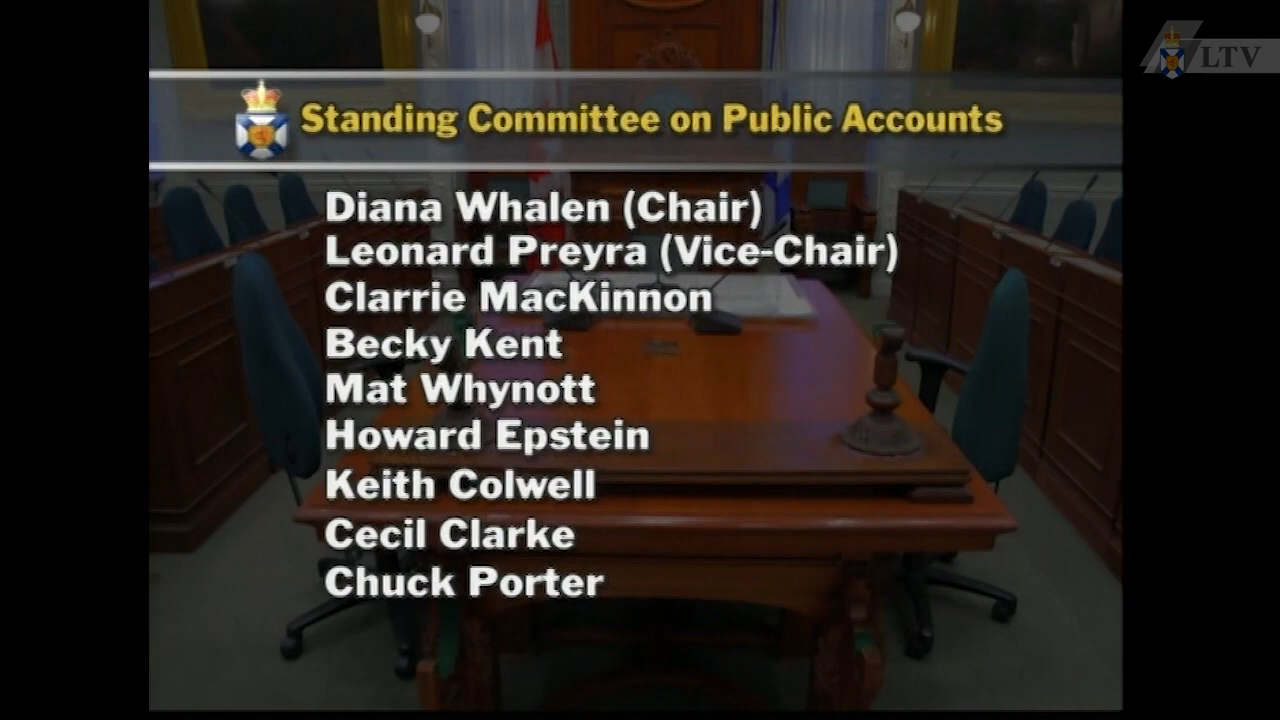 LTV
Standing Committee on Public Accounts
Diana Whalen (Chair)
Leonard Preyra (Vice-Chair)
Clarrie MacKinnon
Becky Kent
Mat Whynott
Howard Epstein
Keith Colwell
Cecil Clarke
Chuck Porter